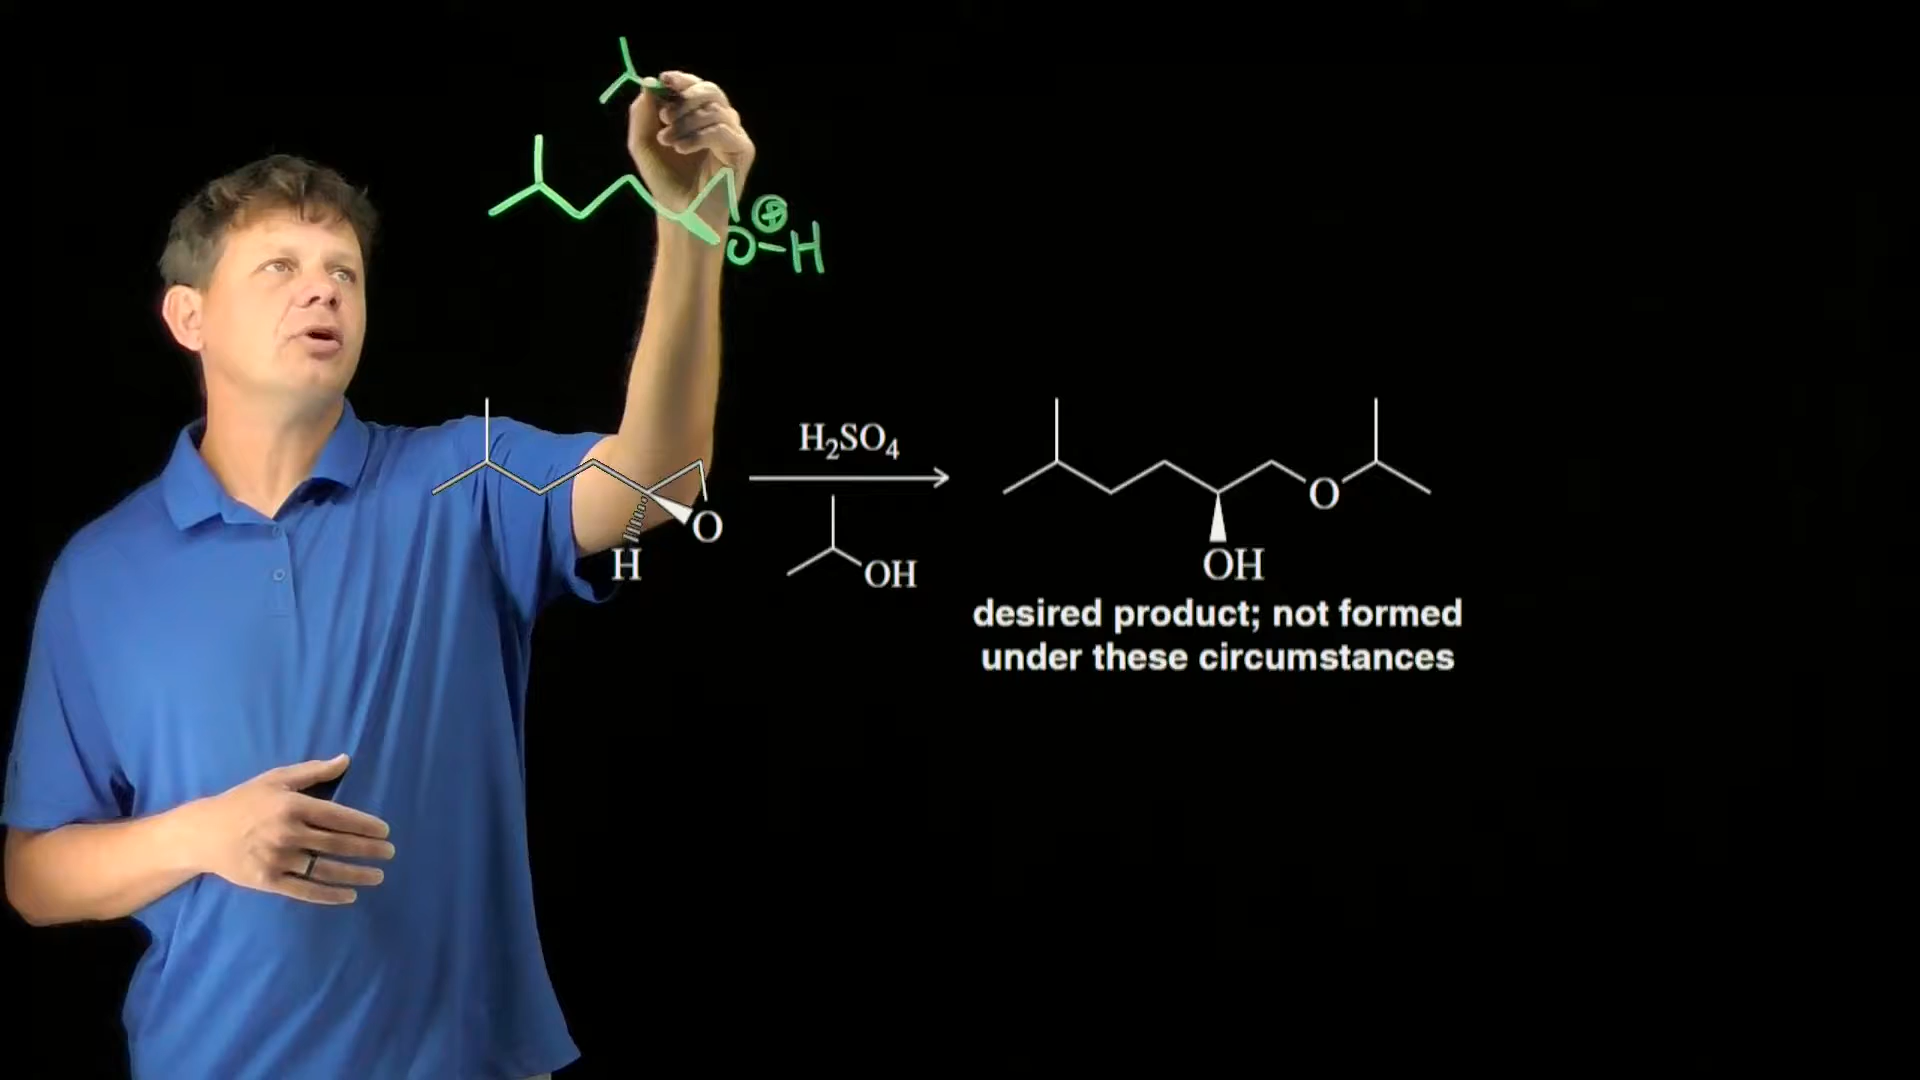 ⊕
O-H
H₂SO₄
O
H
OH
O
OH
desired product; not formed
under these circumstances